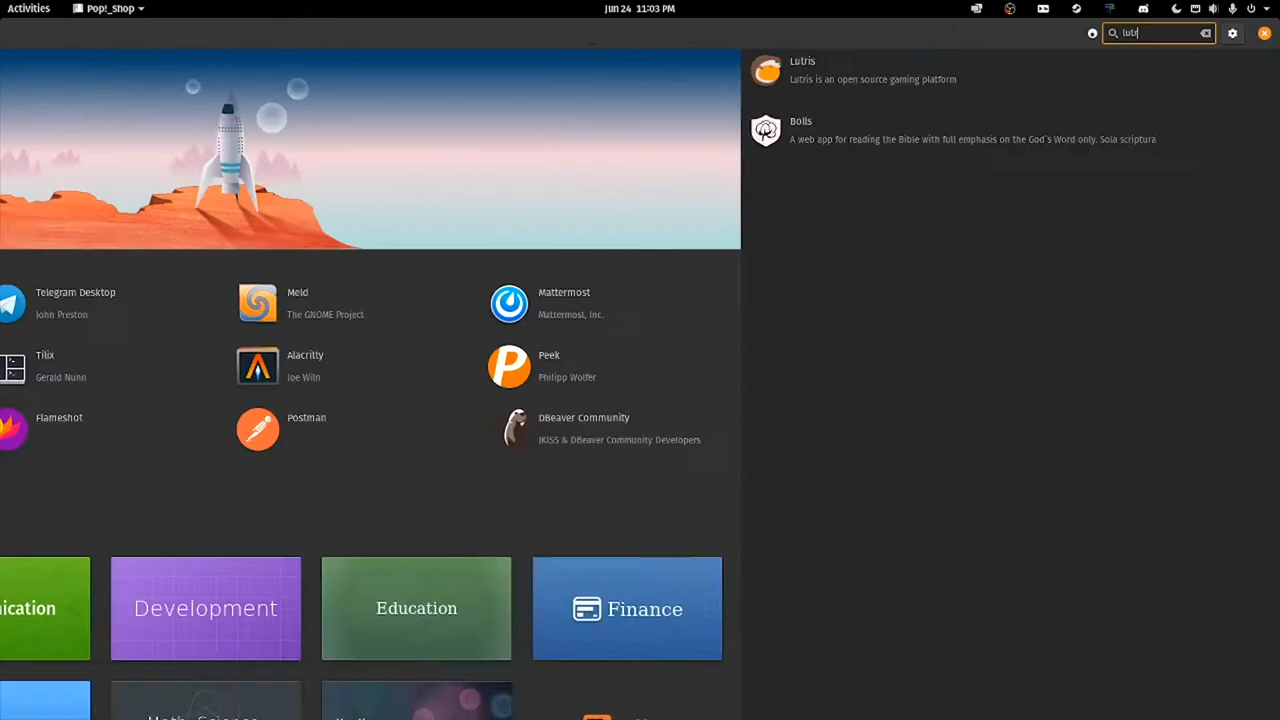 Activities
Pop!_Shop
Jun 24 11:03 PM
lutr
Lutris
Lutris is an open source gaming platform
Bolls
A web app for reading the Bible with full emphasis on the God`s Word only. Sola scriptura
Telegram Desktop
John Preston
Meld
The GNOME Project
Mattermost
Mattermost, Inc.
Tilix
Gerald Nunn
Alacritty
Joe Wiln
Peek
Philipp Wolfer
Flameshot
Postman
DBeaver Community
JKISS & DBeaver Community Developers
ication
Development
Education
Finance
Math